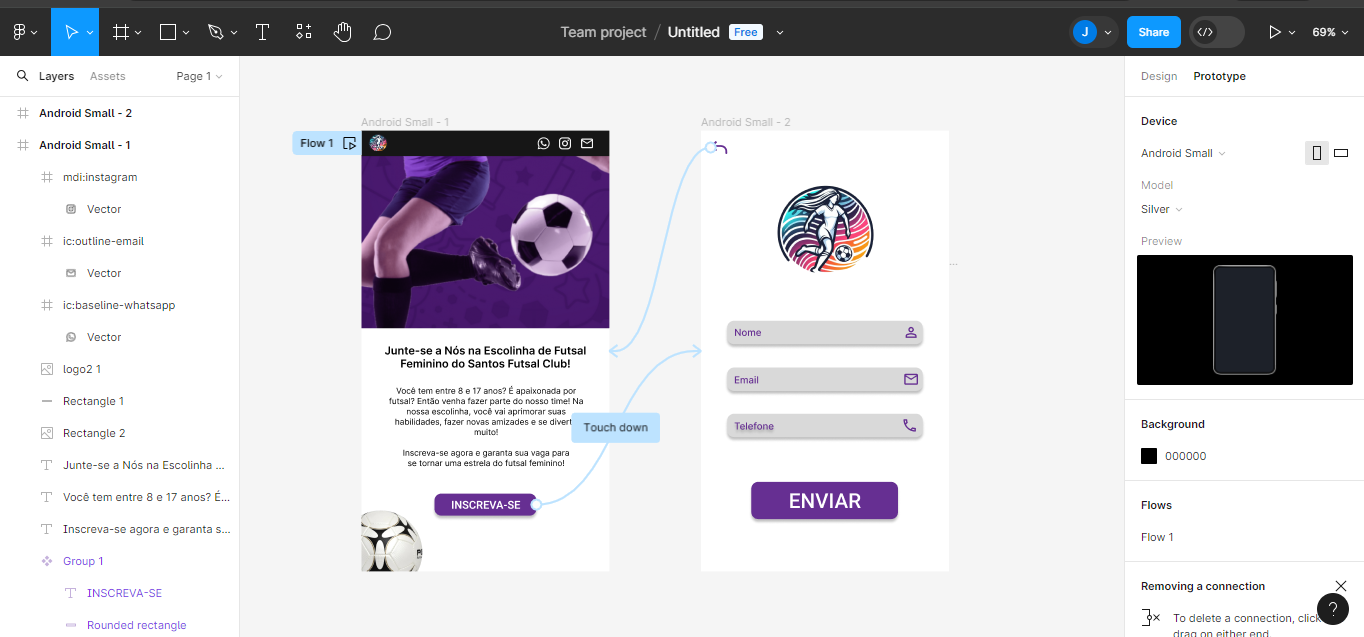 Team project / Untitled Free
J
Share
69%
Layers
Assets
Page 1
Android Small - 2
Android Small - 1
mdi:instagram
Vector
ic:outline-email
Vector
ic:baseline-whatsapp
Vector
logo2 1
Rectangle 1
Rectangle 2
Junte-se a Nós na Escolinha ...
Você tem entre 8 e 17 anos? É...
Inscreva-se agora e garanta s...
Group 1
INSCREVA-SE
Rounded rectangle
Android Small - 1
Flow 1
Junte-se a Nós na Escolinha de Futsal
Feminino do Santos Futsal Club!
Você tem entre 8 e 17 anos? É apaixonada por
futsal? Então venha fazer parte do nosso time! Na
nossa escolinha, você vai aprimorar suas
habilidades, fazer novas amizades e se divert
muito!
Inscreva-se agora e garanta sua vaga para
se tornar uma estrela do futsal feminino!
INSCREVA-SE
Touch down
Android Small - 2
Nome
Email
Telefone
ENVIAR
...
Design
Prototype
Device
Android Small
Model
Silver
Preview
Background
000000
Flows
Flow 1
Removing a connection
To delete a connection, click
drag on either end.
?